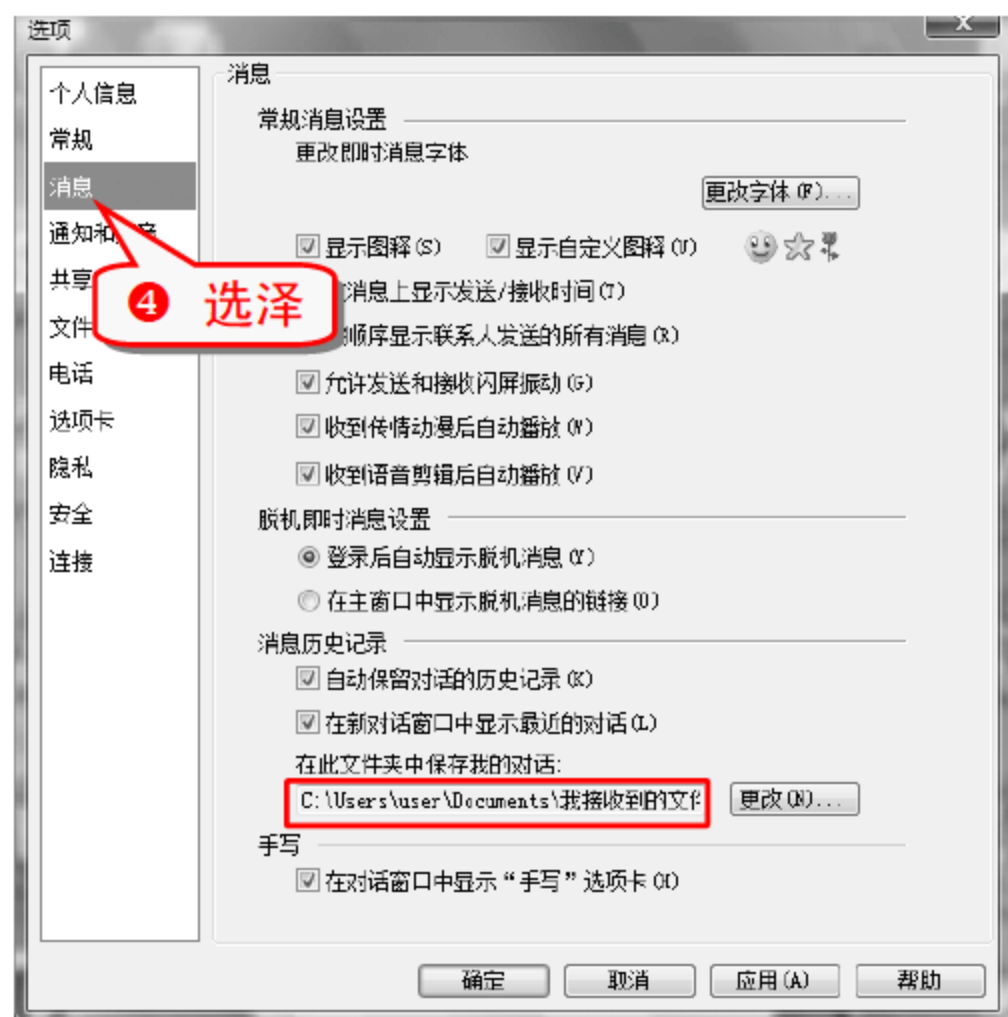 选项
个人信息
常规
消息
通知和
共享
文件
电话
选项卡
隐私
安全
连接
❹ 选泽
消息
常规消息设置
更改即时消息字体
更改字体(F)...
显示图释(S) 显示自定义图释(U)
消息上显示发送/接收时间(T)
顺序显示联系人发送的所有消息(R)
允许发送和接收闪屏振动(G)
收到传情动漫后自动播放(W)
收到语音剪辑后自动播放(V)
脱机即时消息设置
登录后自动显示脱机消息(Y)
在主窗口中显示脱机消息的链接(O)
消息历史记录
自动保留对话的历史记录(K)
在新对话窗口中显示最近的对话(L)
在此文件夹中保存我的对话:
C:\Users\user\Documents\我接收到的文件
更改(N)...
手写
在对话窗口中显示“手写”选项卡(H)
确定 取消 应用(A) 帮助